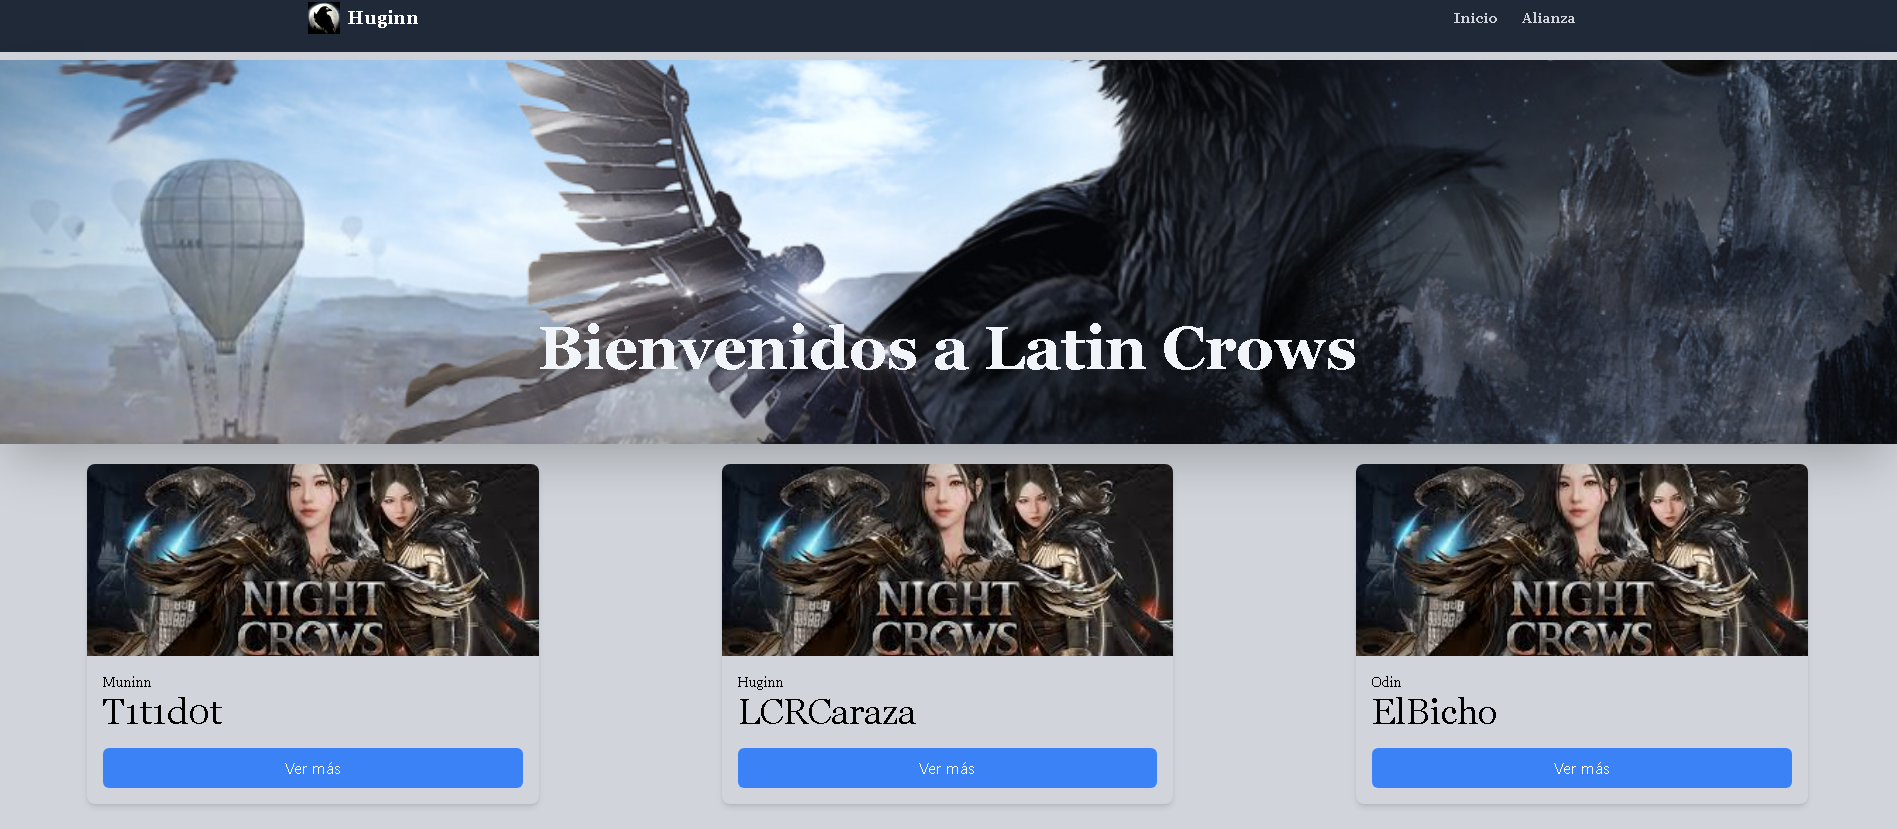 Huginn
Inicio
Alianza
Bienvenidos a Latin Crows
NIGHT
CROWS
Muninn
T1t1dot
Ver más
NIGHT
CROWS
Huginn
LCRCaraza
Ver más
NIGHT
CROWS
Odin
ElBicho
Ver más